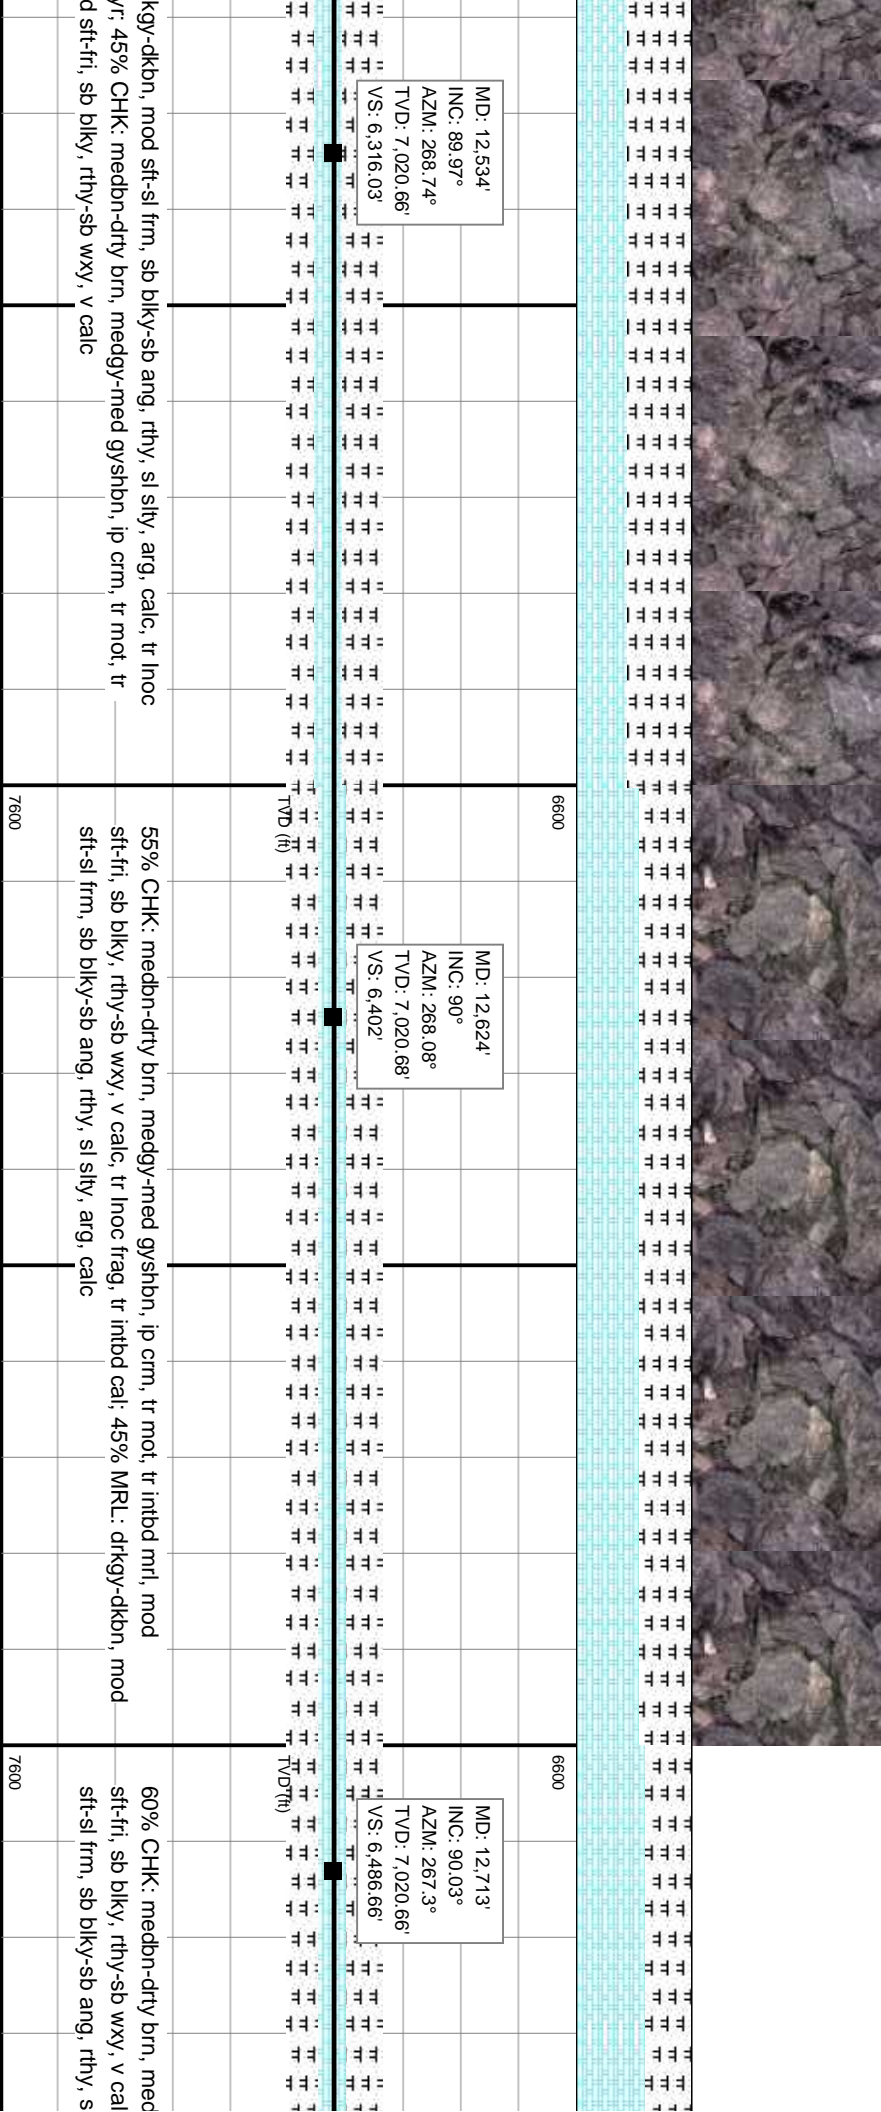 MD: 12,534'
INC: 89.97°
AZM: 268.74°
TVD: 7,020.66'
VS: 6,316.03'
kgy-dkbn, mod sft-sl frm, sb blky-sb ang, rthy, sl slty, arg, calc, tr Inoc
yr; 45% CHK: medbn-drty brn, medgy-med gyshbn, ip crm, tr mot, tr
d sft-fri, sb blky, rthy-sb wxy, v calc
6600
TVD (ft)
7600
MD: 12,624'
INC: 90°
AZM: 268.08°
TVD: 7,020.68'
VS: 6,402'
55% CHK: medbn-drty brn, medgy-med gyshbn, ip crm, tr mot, tr intbd mrl, mod
sft-fri, sb blky, rthy-sb wxy, v calc, tr Inoc frag, tr intbd cal; 45% MRL: drkgy-dkbn, mod
sft-sl frm, sb blky-sb ang, rthy, sl slty, arg, calc
6600
TVD (ft)
7600
MD: 12,713'
INC: 90.03°
AZM: 267.3°
TVD: 7,020.66'
VS: 6,486.66'
60% CHK: medbn-drty brn, med
sft-fri, sb blky, rthy-sb wxy, v cal
sft-sl frm, sb blky-sb ang, rthy, s